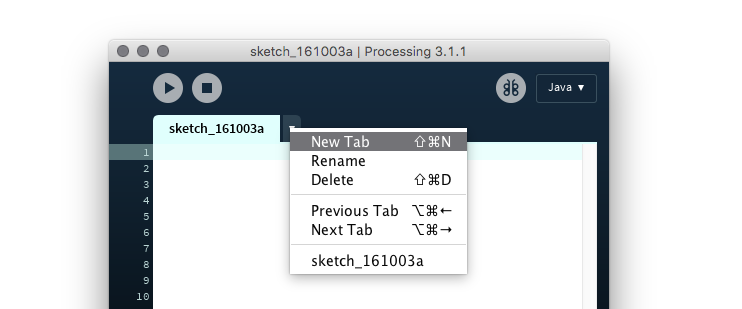 sketch_161003a | Processing 3.1.1
Java ▼
sketch_161003a
New Tab ⇧⌘N
Rename
Delete ⇧⌘D
Previous Tab ⌥⌘←
Next Tab ⌥⌘→
sketch_161003a
1
2
3
4
5
6
7
8
9
10